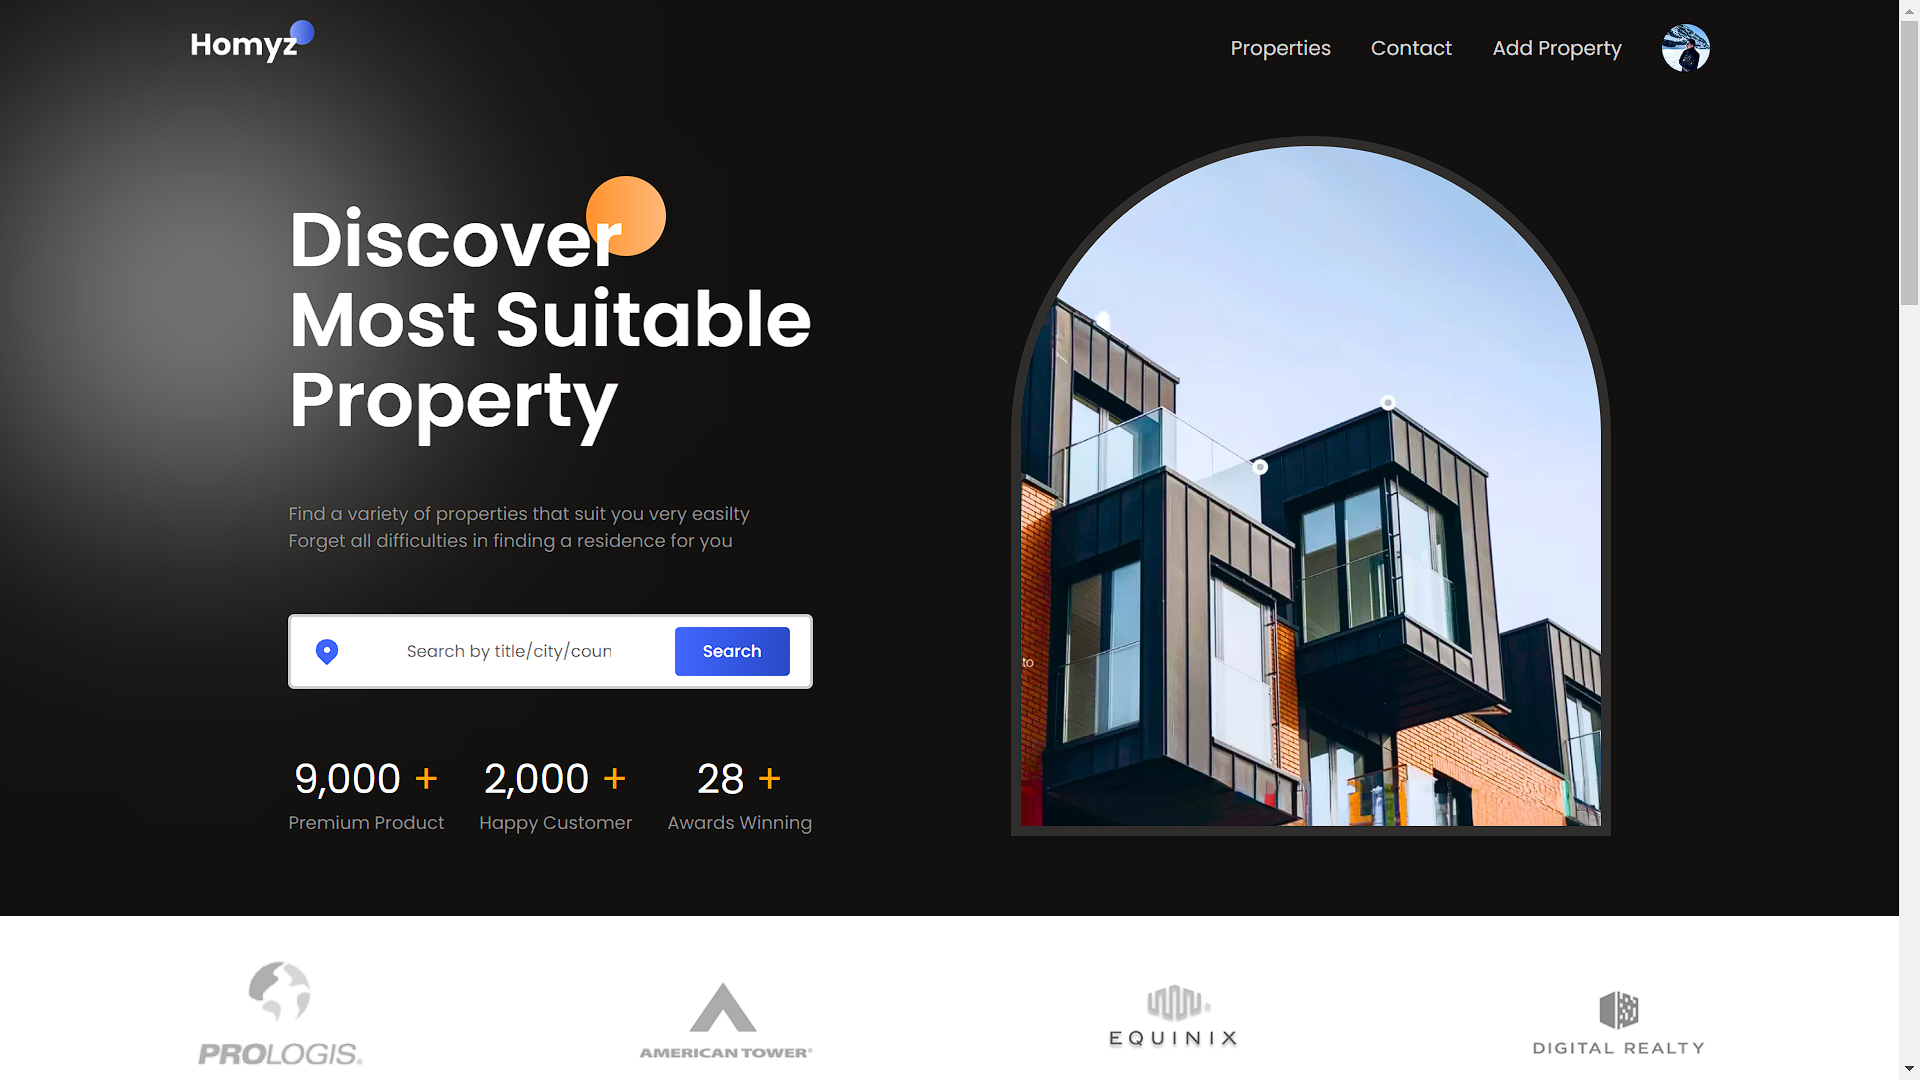 Homyz
Properties
Contact
Add Property
Discover
Most Suitable
Property
Find a variety of properties that suit you very easilty
Forget all difficulties in finding a residence for you
Search by title/city/coun
Search
9,000 +
2,000 +
28 +
Premium Product
Happy Customer
Awards Winning
to
PROLOGIS.
AMERICAN TOWER®
EQUINIX®
DIGITAL REALTY